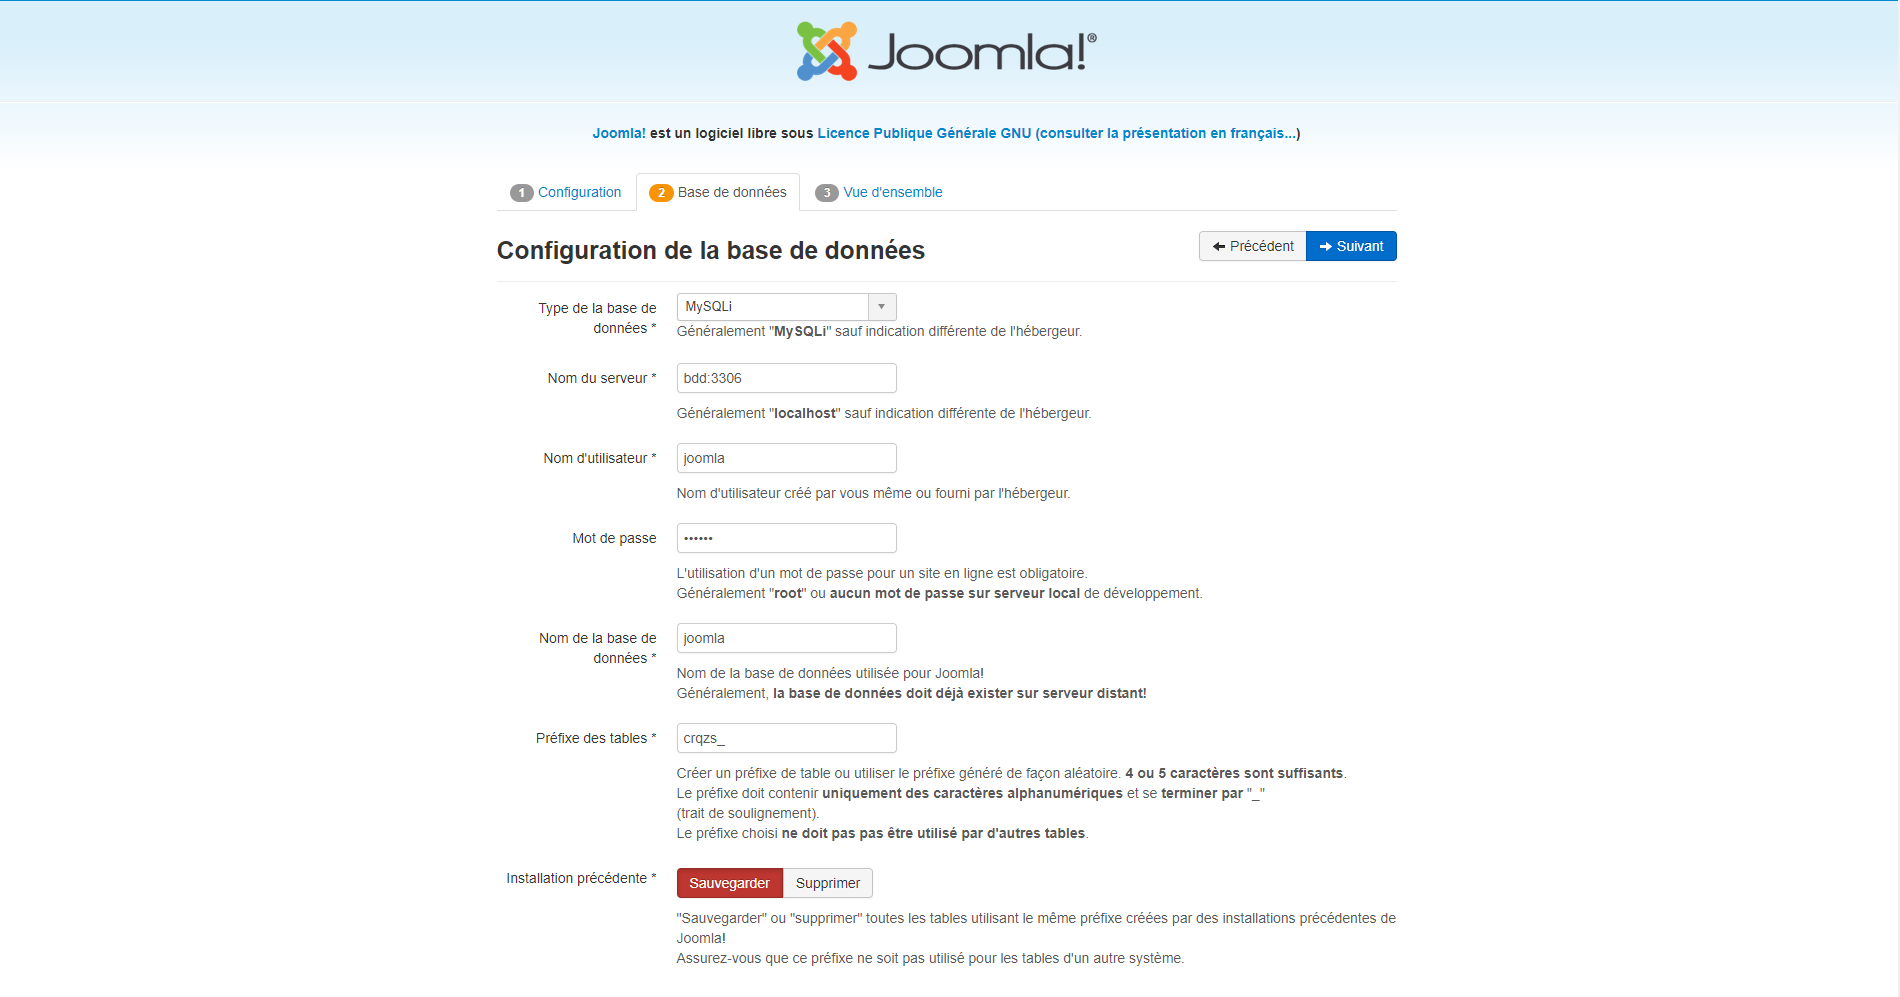 Joomla!®
Joomla! est un logiciel libre sous Licence Publique Générale GNU (consulter la présentation en français...)
1 Configuration 2 Base de données 3 Vue d'ensemble
Configuration de la base de données
Précédent Suivant
Type de la base de
données *
MySQLi
Généralement "MySQLi" sauf indication différente de l'hébergeur.
Nom du serveur *
bdd:3306
Généralement "localhost" sauf indication différente de l'hébergeur.
Nom d'utilisateur *
joomla
Nom d'utilisateur créé par vous même ou fourni par l'hébergeur.
Mot de passe
••••••
L'utilisation d'un mot de passe pour un site en ligne est obligatoire.
Généralement "root" ou aucun mot de passe sur serveur local de développement.
Nom de la base de
données *
joomla
Nom de la base de données utilisée pour Joomla!
Généralement, la base de données doit déjà exister sur serveur distant!
Préfixe des tables *
crqzs_
Créer un préfixe de table ou utiliser le préfixe généré de façon aléatoire. 4 ou 5 caractères sont suffisants.
Le préfixe doit contenir uniquement des caractères alphanumériques et se terminer par "_"
(trait de soulignement).
Le préfixe choisi ne doit pas pas être utilisé par d'autres tables.
Installation précédente *
Sauvegarder Supprimer
"Sauvegarder" ou "supprimer" toutes les tables utilisant le même préfixe créées par des installations précédentes de
Joomla!
Assurez-vous que ce préfixe ne soit pas utilisé pour les tables d'un autre système.